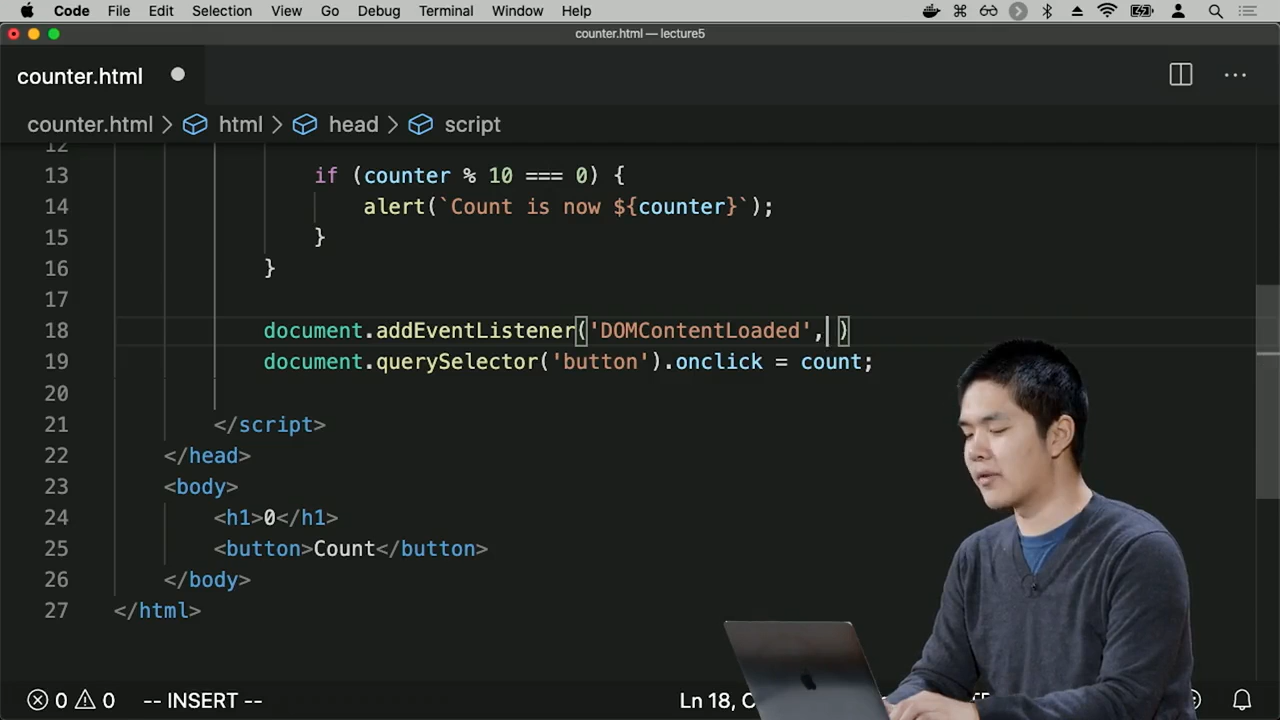 Code File Edit Selection View Go Debug Terminal Window Help
counter.html — lecture5
counter.html
counter.html > html > head > script
12
13 if (counter % 10 === 0) {
14 alert(`Count is now ${counter}`);
15 }
16 }
17
18 document.addEventListener('DOMContentLoaded', )
19 document.querySelector('button').onclick = count;
20
21 </script>
22 </head>
23 <body>
24 <h1>0</h1>
25 <button>Count</button>
26 </body>
27 </html>
0 0 -- INSERT -- Ln 18,